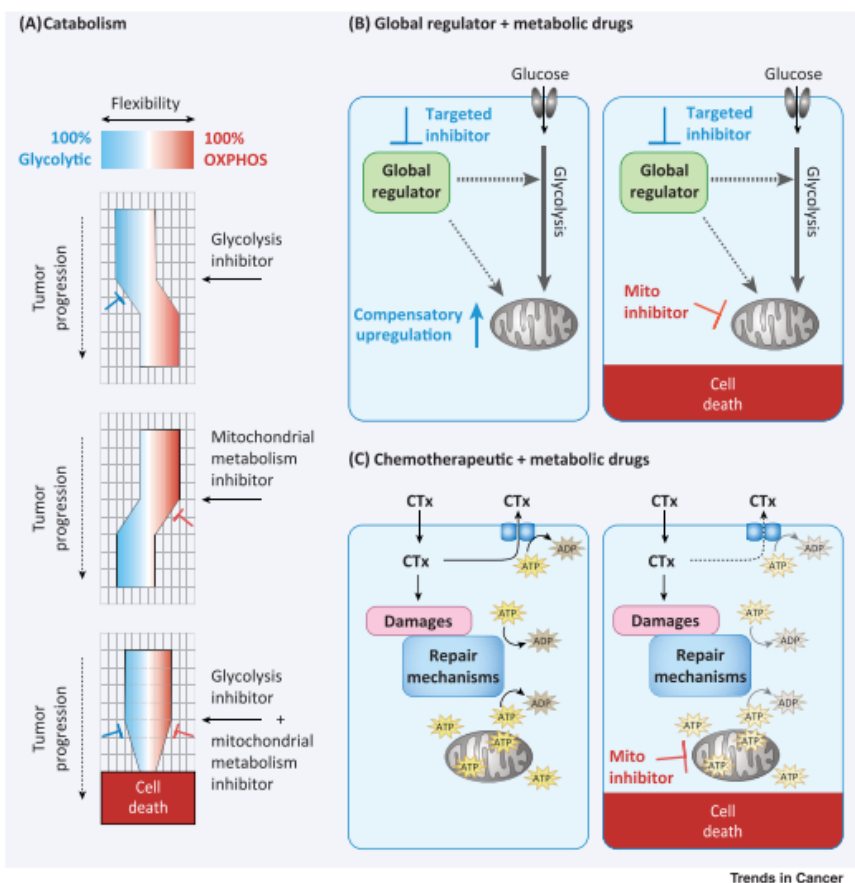 (A) Catabolism
Flexibility
100%
Glycolytic
100%
OXPHOS
Tumor
progression
Glycolysis
inhibitor
Tumor
progression
Mitochondrial
metabolism
inhibitor
Tumor
progression
Glycolysis
inhibitor
+
mitochondrial
metabolism
inhibitor
Cell
death
(B) Global regulator + metabolic drugs
Glucose
Targeted
inhibitor
Global
regulator
Glycolysis
Compensatory
upregulation
Glucose
Targeted
inhibitor
Global
regulator
Glycolysis
Mito
inhibitor
Cell
death
(C) Chemotherapeutic + metabolic drugs
CTx
CTx
CTx
ATP
ADP
Damages
Repair
mechanisms
ATP
ADP
ATP
ADP
ATP
ATP
ATP
ATP
CTx
CTx
CTx
ATP
ADP
Damages
Repair
mechanisms
ATP
ADP
ATP
ADP
ATP
ATP
ATP
ATP
Mito
inhibitor
Cell
death
Trends in Cancer